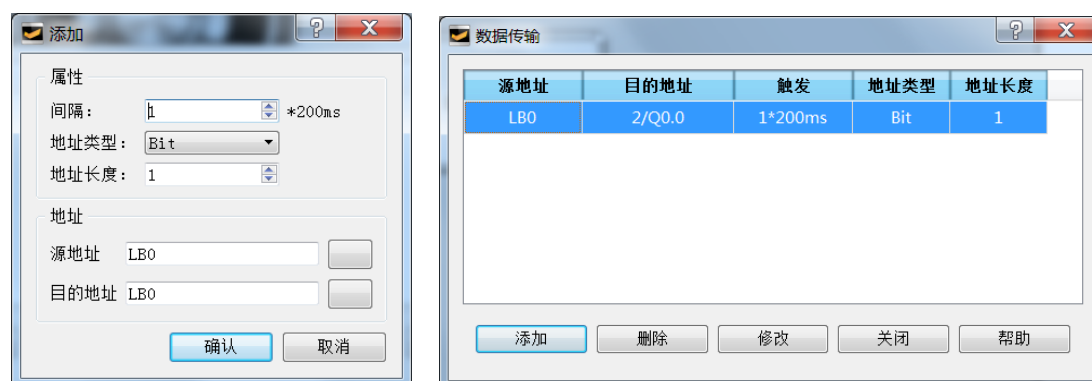 添加
属性
间隔： 1 *200ms
地址类型： Bit
地址长度： 1
地址
源地址 LB0
目的地址 LB0
确认 取消
数据传输
源地址 目的地址 触发 地址类型 地址长度
LB0 2/Q0.0 1*200ms Bit 1
添加 删除 修改 关闭 帮助